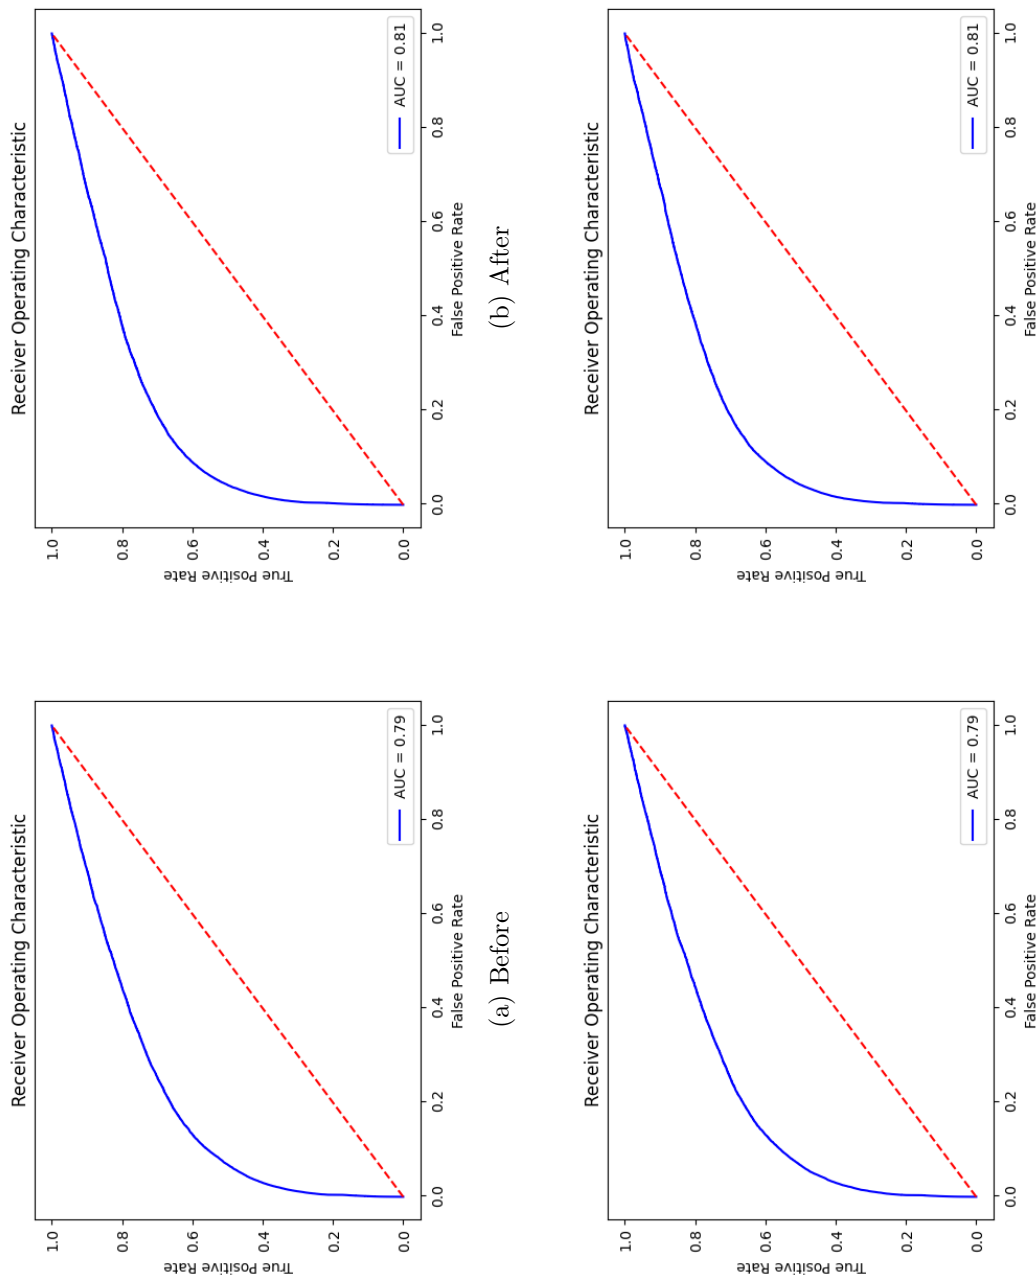 Receiver Operating Characteristic
True Positive Rate
1.0
0.8
0.6
0.4
0.2
0.0
AUC = 0.79
0.0 0.2 0.4 0.6 0.8 1.0
False Positive Rate
(a) Before
Receiver Operating Characteristic
True Positive Rate
1.0
0.8
0.6
0.4
0.2
0.0
AUC = 0.81
0.0 0.2 0.4 0.6 0.8 1.0
False Positive Rate
(b) After
Receiver Operating Characteristic
True Positive Rate
1.0
0.8
0.6
0.4
0.2
0.0
AUC = 0.79
0.0 0.2 0.4 0.6 0.8 1.0
False Positive Rate
Receiver Operating Characteristic
True Positive Rate
1.0
0.8
0.6
0.4
0.2
0.0
AUC = 0.81
0.0 0.2 0.4 0.6 0.8 1.0
False Positive Rate